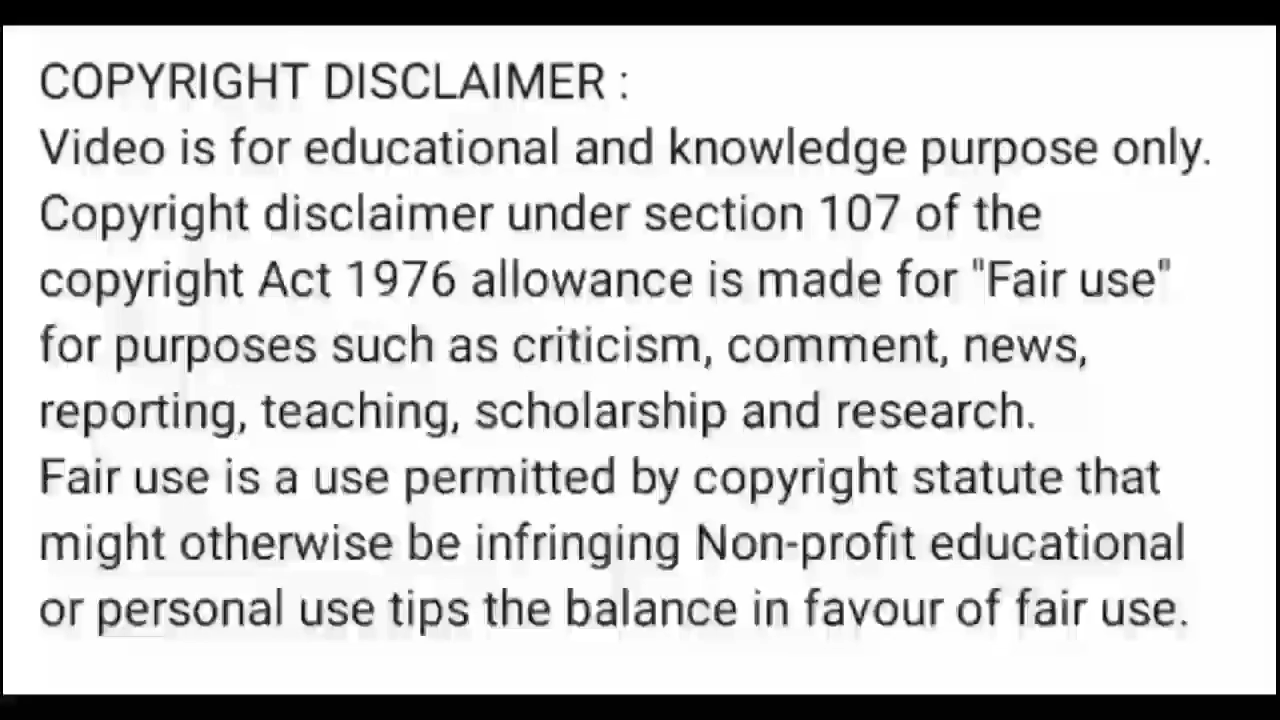 COPYRIGHT DISCLAIMER :
Video is for educational and knowledge purpose only.
Copyright disclaimer under section 107 of the
copyright Act 1976 allowance is made for "Fair use"
for purposes such as criticism, comment, news,
reporting, teaching, scholarship and research.
Fair use is a use permitted by copyright statute that
might otherwise be infringing Non-profit educational
or personal use tips the balance in favour of fair use.